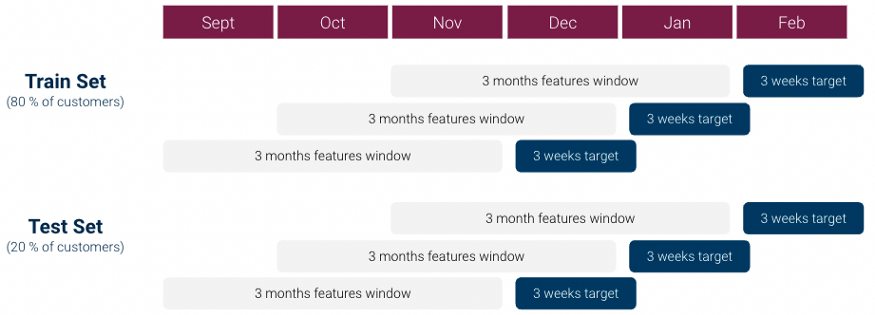 Sept Oct Nov Dec Jan Feb
Train Set
(80 % of customers)
3 months features window 3 weeks target
3 months features window 3 weeks target
3 months features window 3 weeks target
Test Set
(20 % of customers)
3 month features window 3 weeks target
3 months features window 3 weeks target
3 months features window 3 weeks target